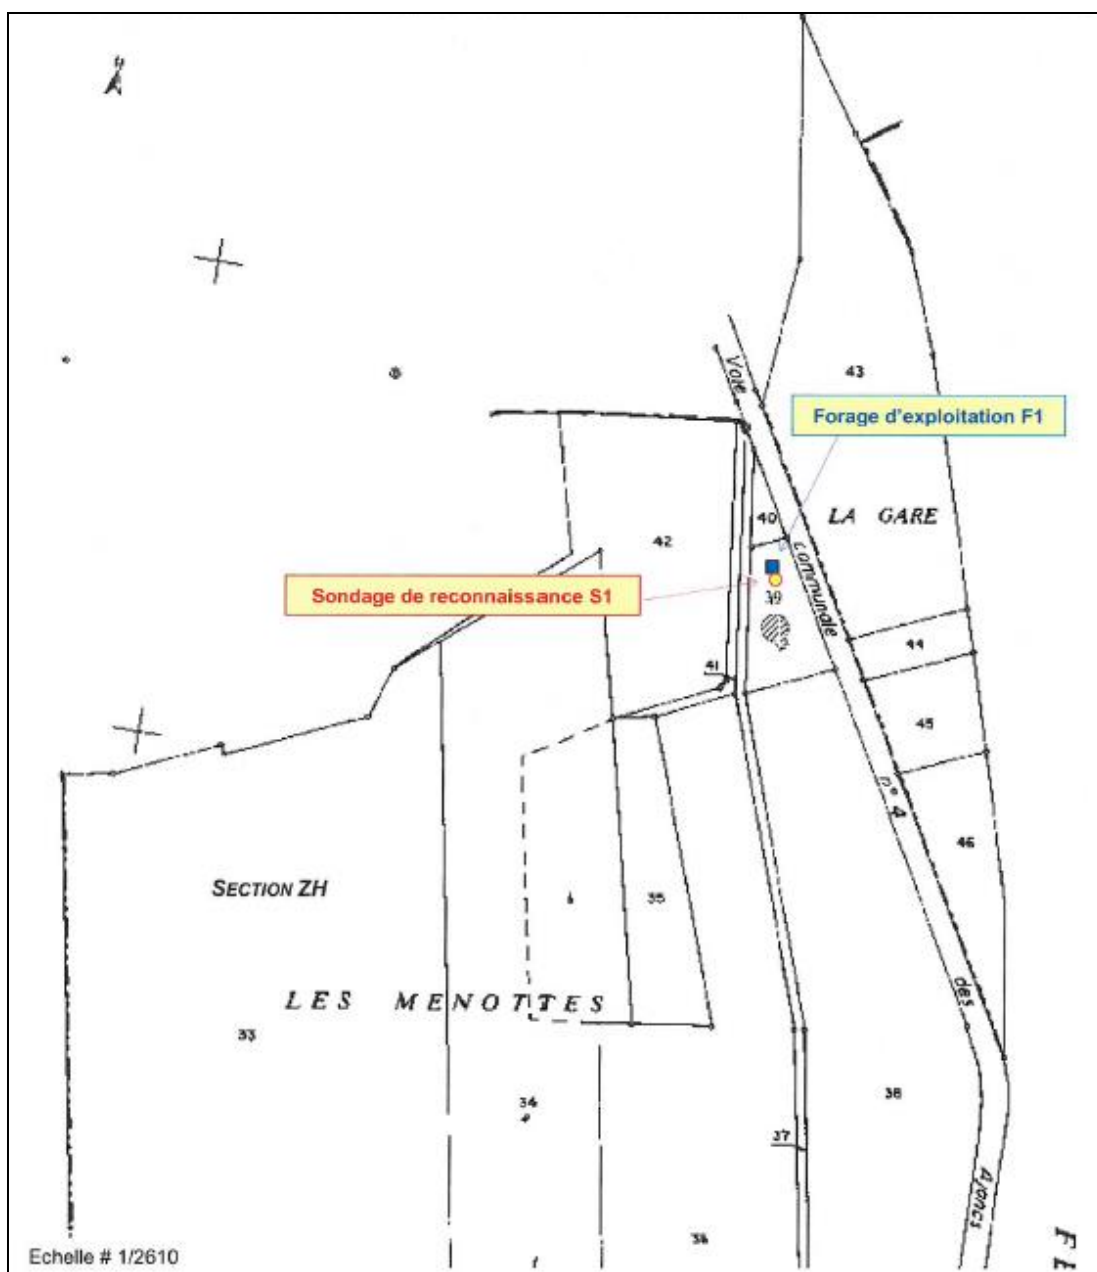 43
Voie
Forage d'exploitation F1
40
LA GARE
42
communale
Sondage de reconnaissance S1
39
44
41
45
n° 4
46
SECTION ZH
35
LES MENOTTES
des
33
38
34
37
Ajoncs
36
Echelle # 1/2610